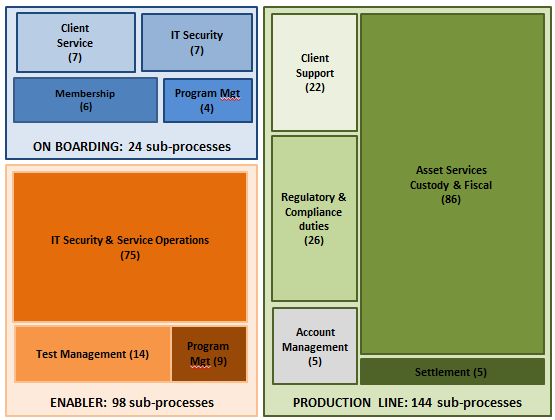 Client
Service
(7)
IT Security
(7)
Membership
(6)
Program Mgt
(4)
ON BOARDING: 24 sub-processes
IT Security & Service Operations
(75)
Test Management (14)
Program
Mgt (9)
ENABLER: 98 sub-processes
Client
Support
(22)
Regulatory &
Compliance
duties
(26)
Account
Management
(5)
Asset Services
Custody & Fiscal
(86)
Settlement (5)
PRODUCTION LINE: 144 sub-processes